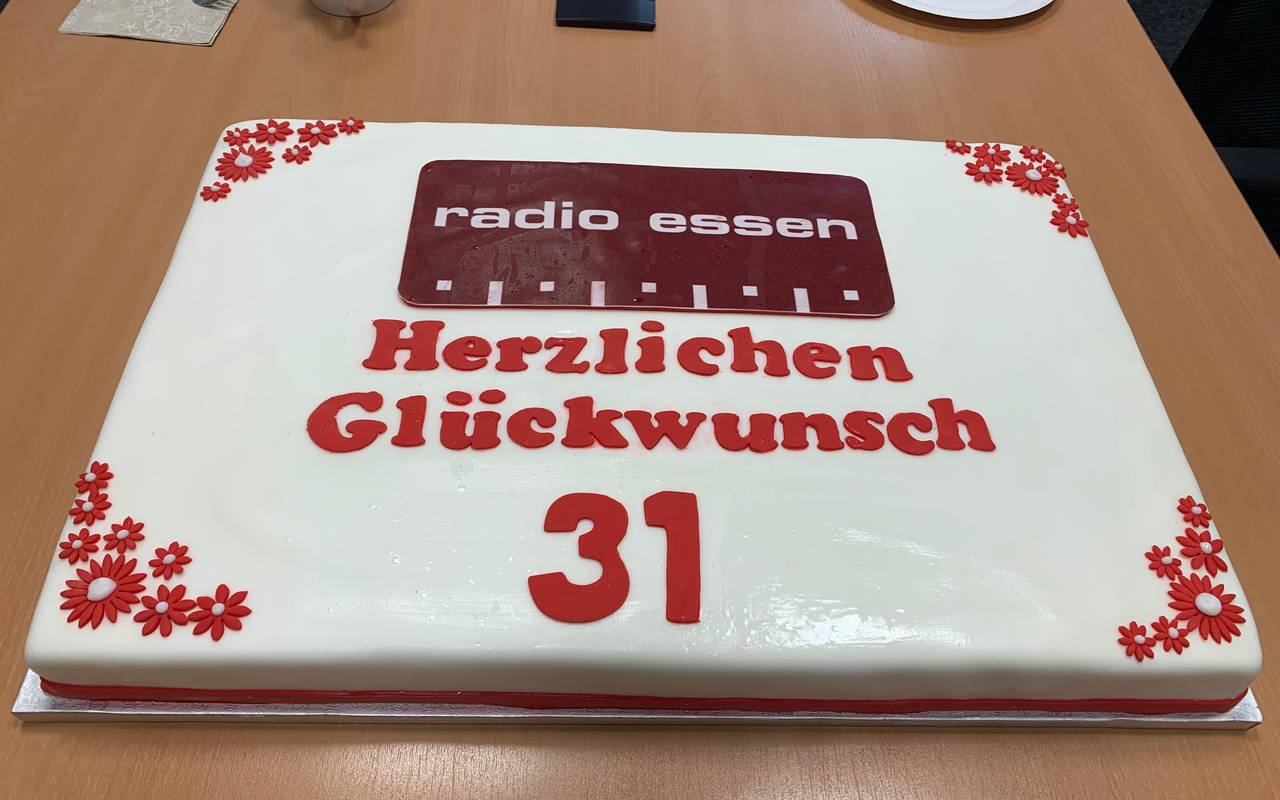 radio essen
Herzlichen
Glückwunsch
31